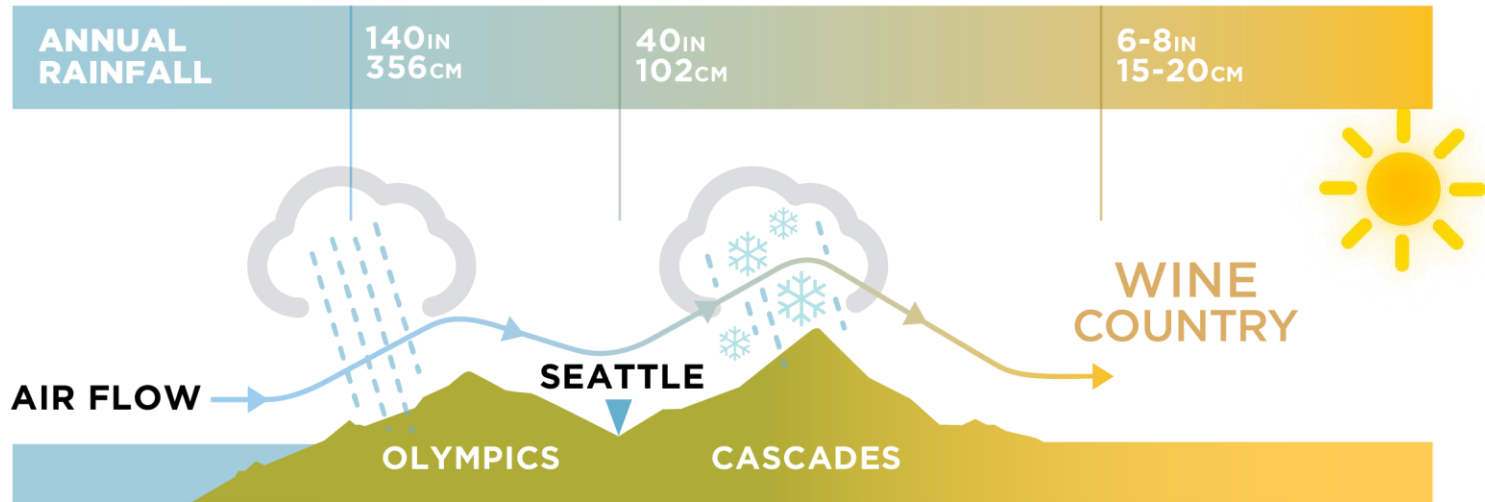 ANNUAL
RAINFALL
140IN
356CM
40IN
102CM
6-8IN
15-20CM
WINE
COUNTRY
SEATTLE
AIR FLOW
OLYMPICS
CASCADES